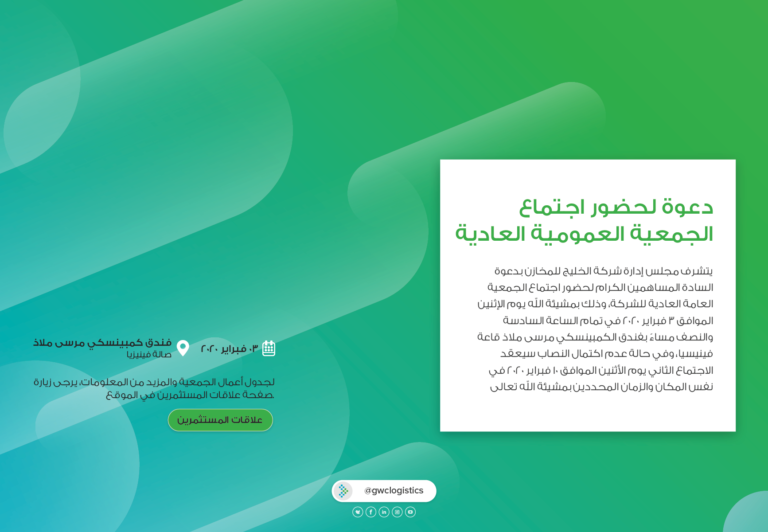 دعوة لحضور اجتماع
الجمعية العمومية العادية
يتشرف مجلس إدارة شركة الخليج للمخازن بدعوة
السادة المساهمين الكرام لحضور اجتماع الجمعية
العامة العادية للشركة، وذلك بمشيئة الله يوم الإثنين
الموافق ٣ فبراير ٢٠٢٠ في تمام الساعة السادسة
والنصف مساءً بفندق الكمبينسكي مرسى ملاذ قاعة
فينيسيا، وفي حالة عدم اكتمال النصاب سيعقد
الاجتماع الثاني يوم الأثنين الموافق ١٠ فبراير ٢٠٢٠ في
نفس المكان والزمان المحددين بمشيئة الله تعالى
٠٣ فبراير ٢٠٢٠
فندق كمبينسكي مرسى ملاذ
صالة فينيزيا
لجدول أعمال الجمعية والمزيد من المعلومات، يرجى زيارة
.صفحة علاقات المستثمرين في الموقع
علاقات المستثمرين
@gwclogistics